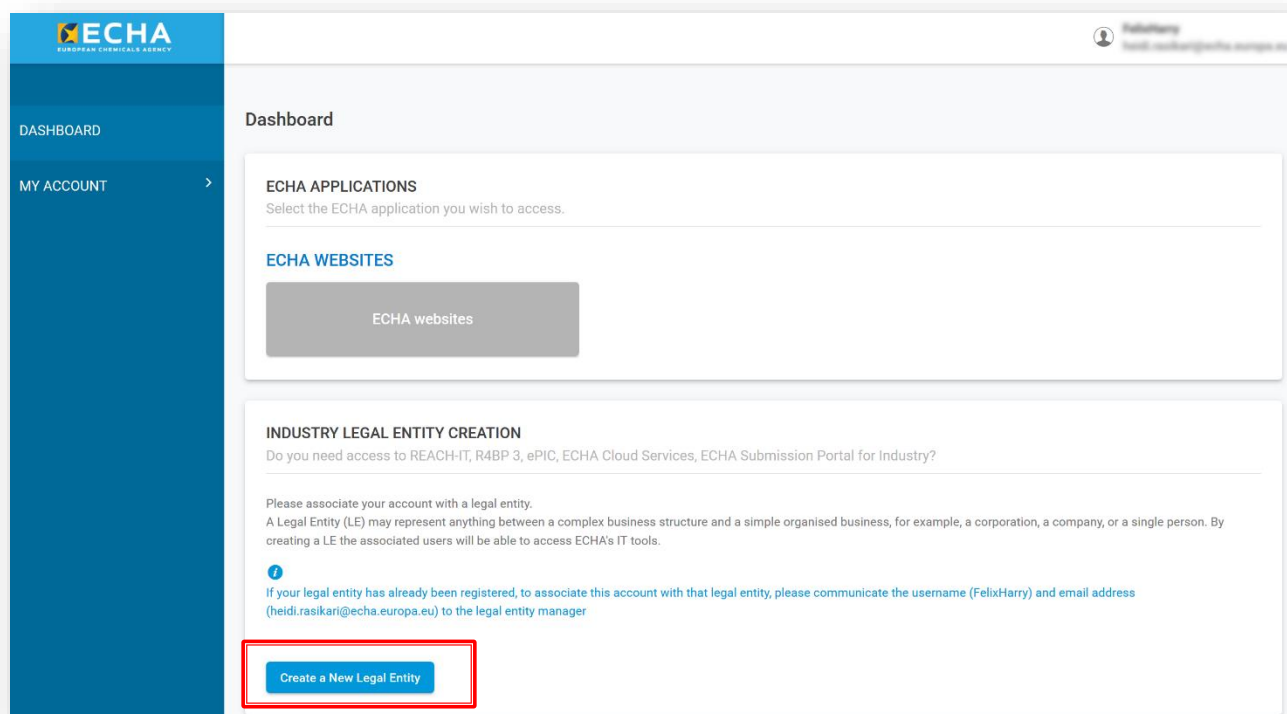 ECHA
EUROPEAN CHEMICALS AGENCY
FelixHarry
heidi.rasikari@echa.europa.eu
DASHBOARD
MY ACCOUNT
Dashboard
ECHA APPLICATIONS
Select the ECHA application you wish to access.
ECHA WEBSITES
ECHA websites
INDUSTRY LEGAL ENTITY CREATION
Do you need access to REACH-IT, R4BP 3, ePIC, ECHA Cloud Services, ECHA Submission Portal for Industry?
Please associate your account with a legal entity.
A Legal Entity (LE) may represent anything between a complex business structure and a simple organised business, for example, a corporation, a company, or a single person. By
creating a LE the associated users will be able to access ECHA's IT tools.
If your legal entity has already been registered, to associate this account with that legal entity, please communicate the username (FelixHarry) and email address
(heidi.rasikari@echa.europa.eu) to the legal entity manager
Create a New Legal Entity